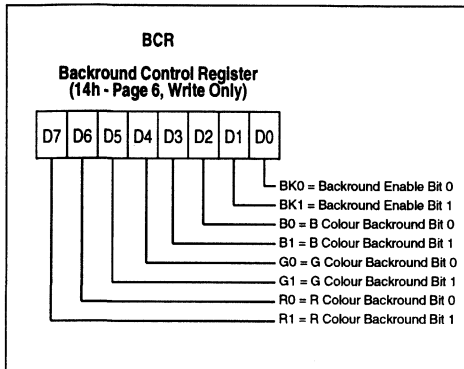 BCR
Backround Control Register
(14h - Page 6, Write Only)
D7 D6 D5 D4 D3 D2 D1 D0
BK0 = Backround Enable Bit 0
BK1 = Backround Enable Bit 1
B0 = B Colour Backround Bit 0
B1 = B Colour Backround Bit 1
G0 = G Colour Backround Bit 0
G1 = G Colour Backround Bit 1
R0 = R Colour Backround Bit 0
R1 = R Colour Backround Bit 1